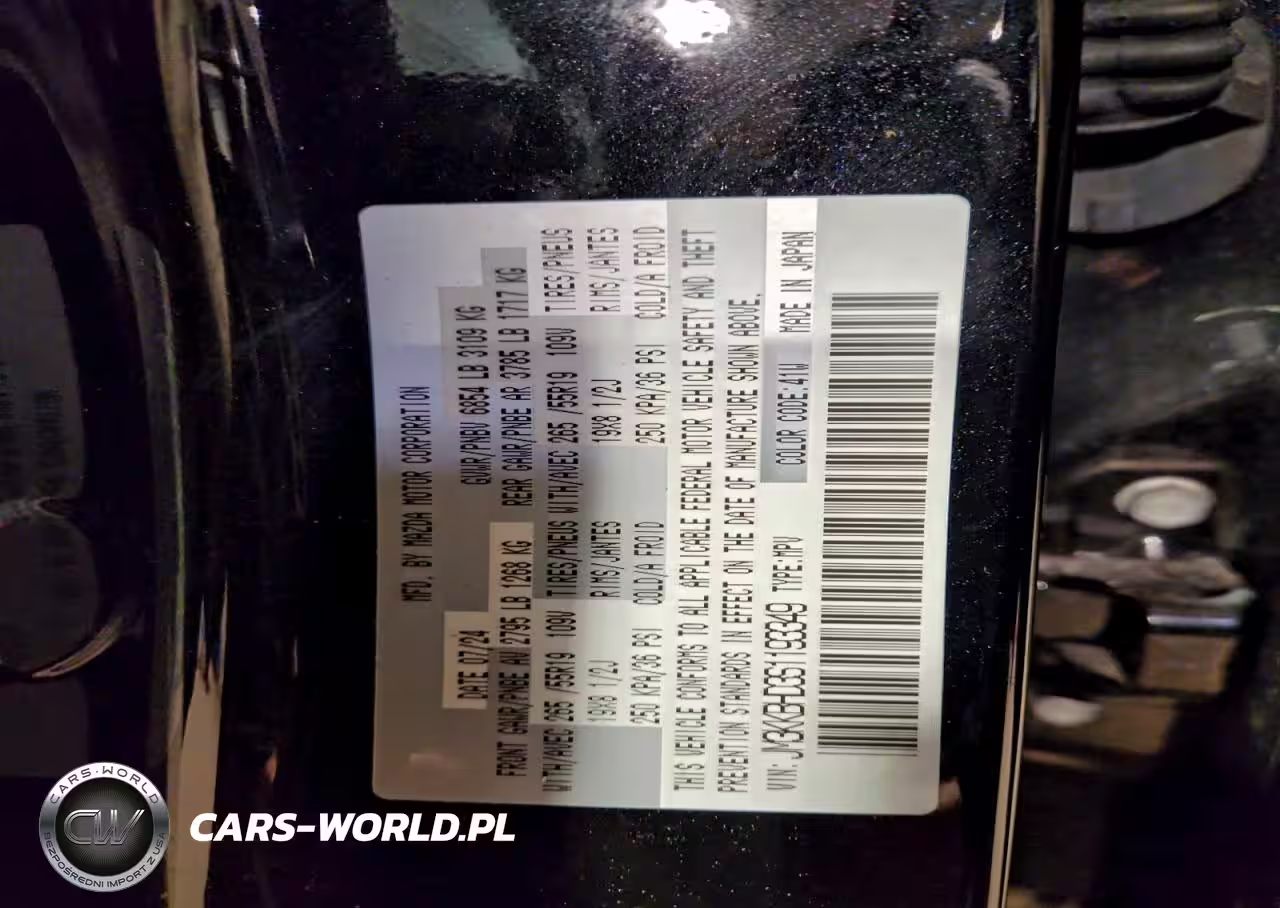 MFD. BY MAZDA MOTOR CORPORATION
DATE 07/24 GVWR/PNBV 6854 LB 3109 KG
FRONT GAWR/PNBE AV 2795 LB 1268 KG REAR GAWR/PNBE AR 3785 LB 1717 KG
WITH/AVEC 265 /55R19 109V TIRES/PNEUS WITH/AVEC 265 /55R19 109V TIRES/PNEUS
19X8 1/2J RIMS/JANTES 19X8 1/2J RIMS/JANTES
250 KPA/36 PSI COLD/A FROID 250 KPA/36 PSI COLD/A FROID
THIS VEHICLE CONFORMS TO ALL APPLICABLE FEDERAL MOTOR VEHICLE SAFETY AND THEFT
PREVENTION STANDARDS IN EFFECT ON THE DATE OF MANUFACTURE SHOWN ABOVE.
VIN: JM3KKBHD3S1193349 TYPE:MPV COLOR CODE:41W MADE IN JAPAN
CARS-WORLD
CW
BEZPOŚREDNI IMPORT Z USA
CARS-WORLD.PL